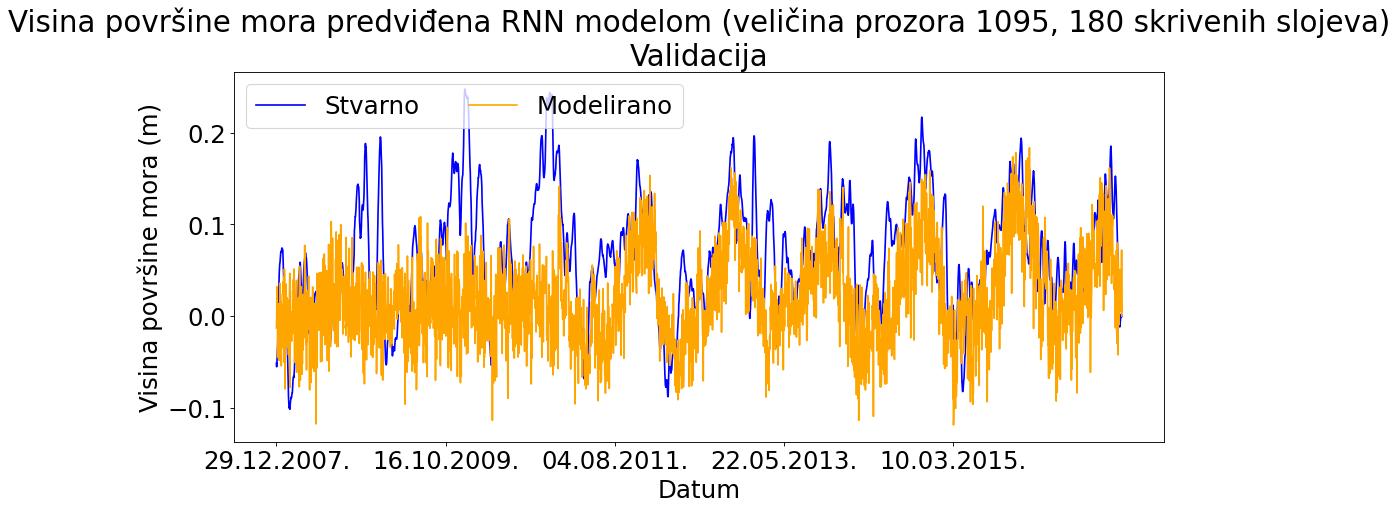 Visina površine mora predviđena RNN modelom (veličina prozora 1095, 180 skrivenih slojeva)
Validacija
Stvarno
Modelirano
Visina površine mora (m)
0.2
0.1
0.0
−0.1
29.12.2007.
16.10.2009.
04.08.2011.
22.05.2013.
10.03.2015.
Datum